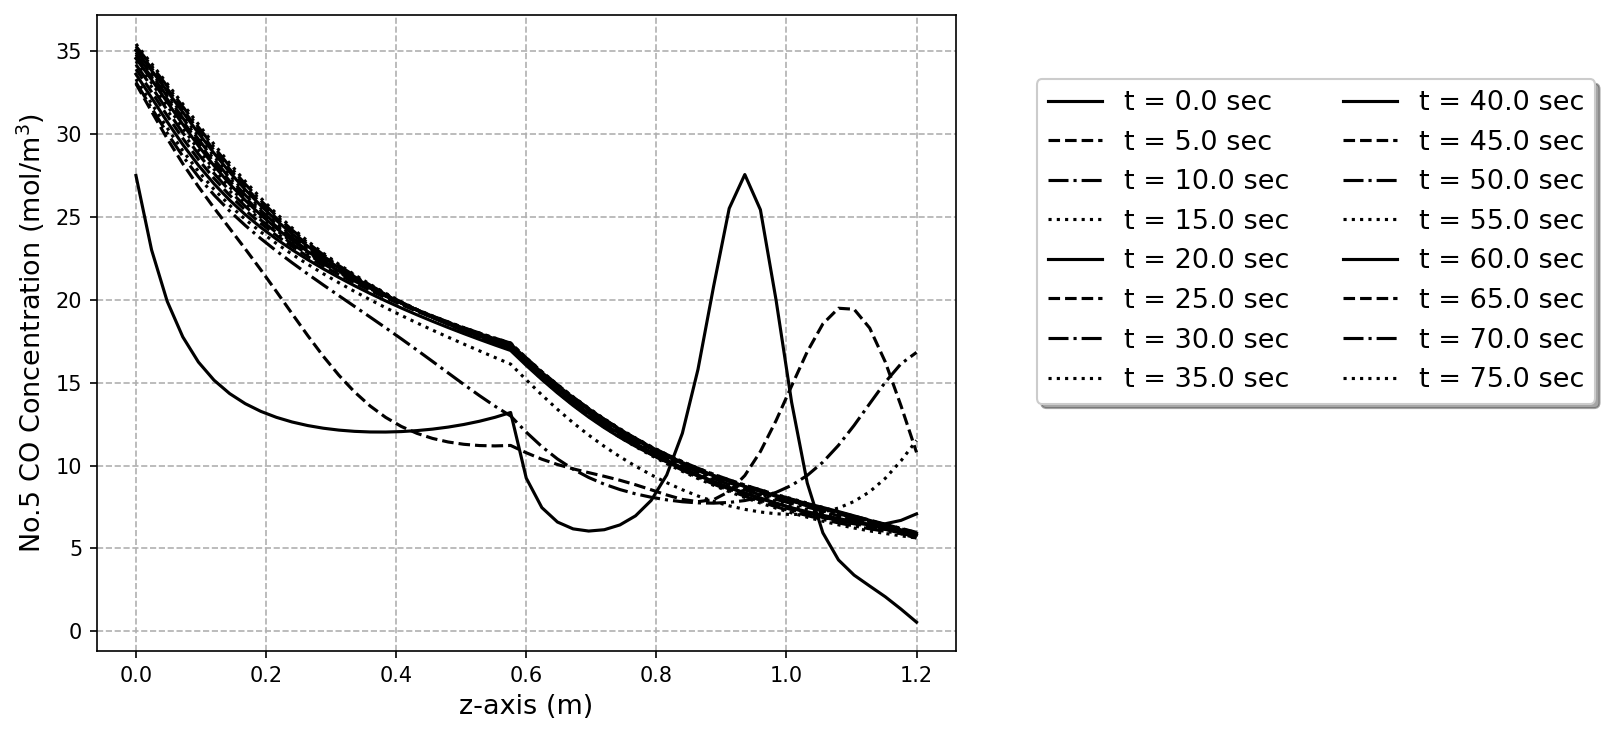 No.5 CO Concentration (mol/m³)
35
30
25
20
15
10
5
0
0.0 0.2 0.4 0.6 0.8 1.0 1.2
z-axis (m)
t = 0.0 sec
t = 5.0 sec
t = 10.0 sec
t = 15.0 sec
t = 20.0 sec
t = 25.0 sec
t = 30.0 sec
t = 35.0 sec
t = 40.0 sec
t = 45.0 sec
t = 50.0 sec
t = 55.0 sec
t = 60.0 sec
t = 65.0 sec
t = 70.0 sec
t = 75.0 sec